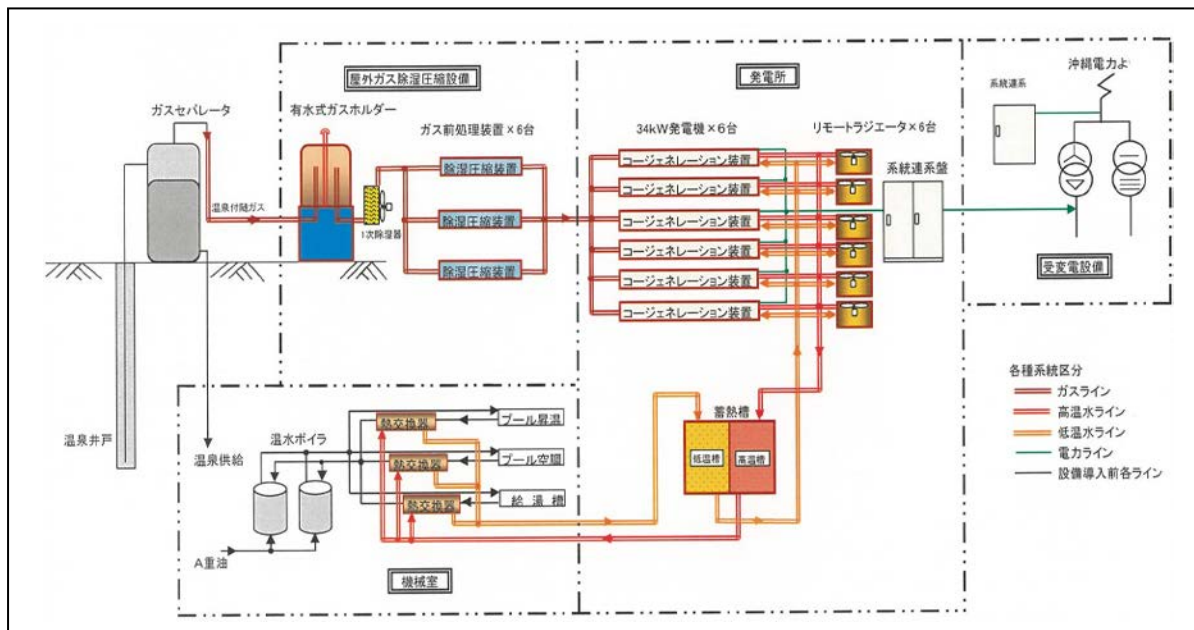 屋外ガス除湿圧縮設備
発電所
沖縄電力よ
系統連系
ガスセパレータ
有水式ガスホルダー
ガス前処理装置×6台
34kW発電機×6台
リモートラジエータ×6台
系統連系盤
コージェネレーション装置
コージェネレーション装置
コージェネレーション装置
コージェネレーション装置
コージェネレーション装置
コージェネレーション装置
除湿圧縮装置
除湿圧縮装置
除湿圧縮装置
温泉付随ガス
1次除湿器
受変電設備
温泉井戸
温泉供給
温水ボイラ
A重油
熱交換器
熱交換器
熱交換器
プール昇温
プール空調
給湯槽
機械室
蓄熱槽
低温槽
高温槽
各種系統区分
ガスライン
高温水ライン
低温水ライン
電力ライン
設備導入前各ライン